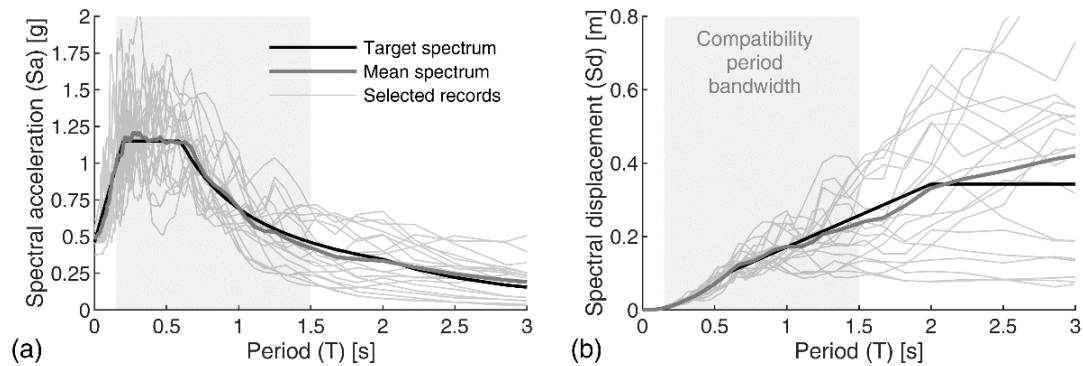 Spectral acceleration (Sa) [g]
2
1.75
1.5
1.25
1
0.75
0.5
0.25
0
Target spectrum
Mean spectrum
Selected records
0 0.5 1 1.5 2 2.5 3
Period (T) [s]
(a)
Spectral displacement (Sd) [m]
0.8
0.6
0.4
0.2
0
Compatibility
period
bandwidth
0 0.5 1 1.5 2 2.5 3
Period (T) [s]
(b)